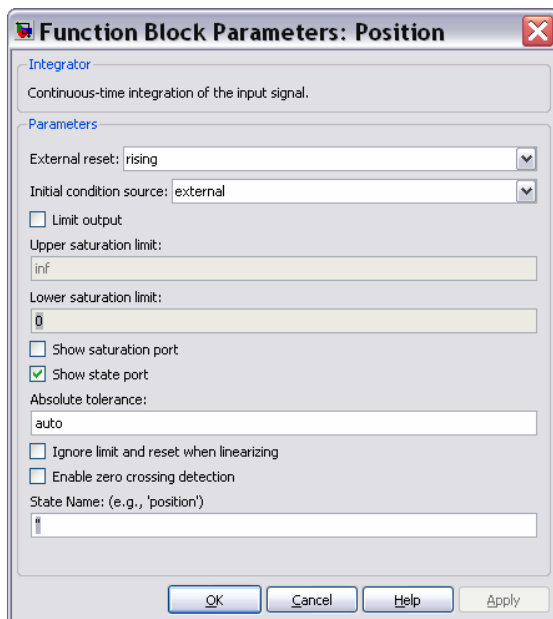 Function Block Parameters: Position
Integrator
Continuous-time integration of the input signal.
Parameters
External reset: rising
Initial condition source: external
Limit output
Upper saturation limit:
inf
Lower saturation limit:
0
Show saturation port
Show state port
Absolute tolerance:
auto
Ignore limit and reset when linearizing
Enable zero crossing detection
State Name: (e.g., 'position')
''
OK Cancel Help Apply